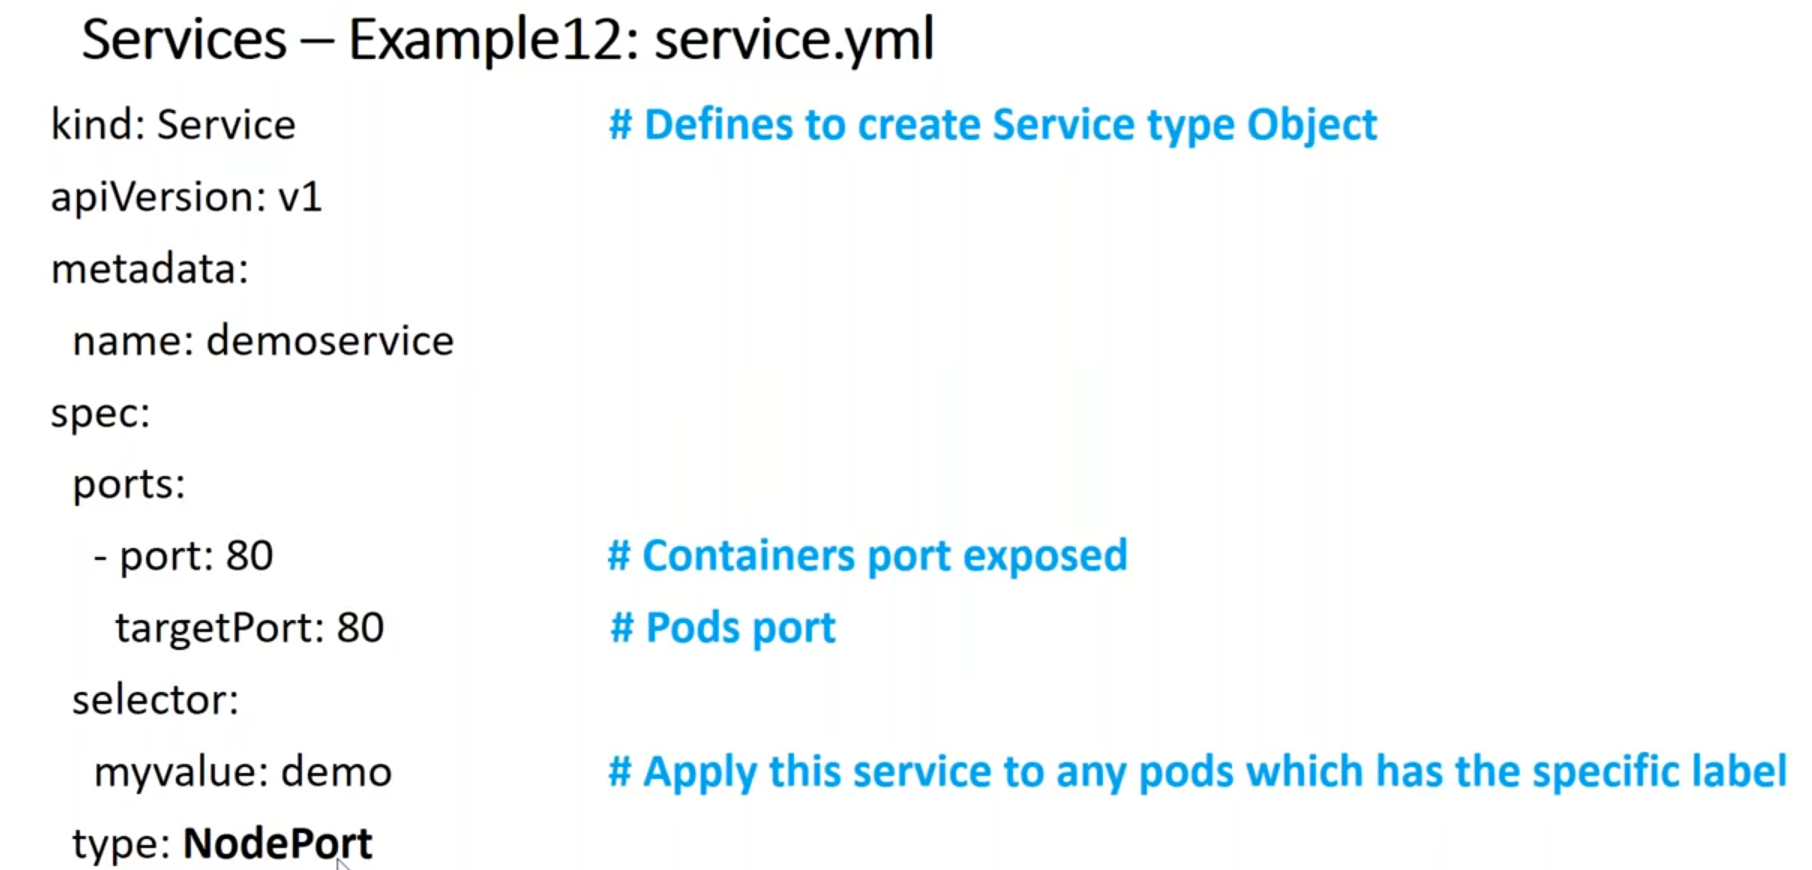 Services – Example12: service.yml
kind: Service # Defines to create Service type Object
apiVersion: v1
metadata:
name: demoservice
spec:
ports:
- port: 80 # Containers port exposed
targetPort: 80 # Pods port
selector:
myvalue: demo # Apply this service to any pods which has the specific label
type: NodePort